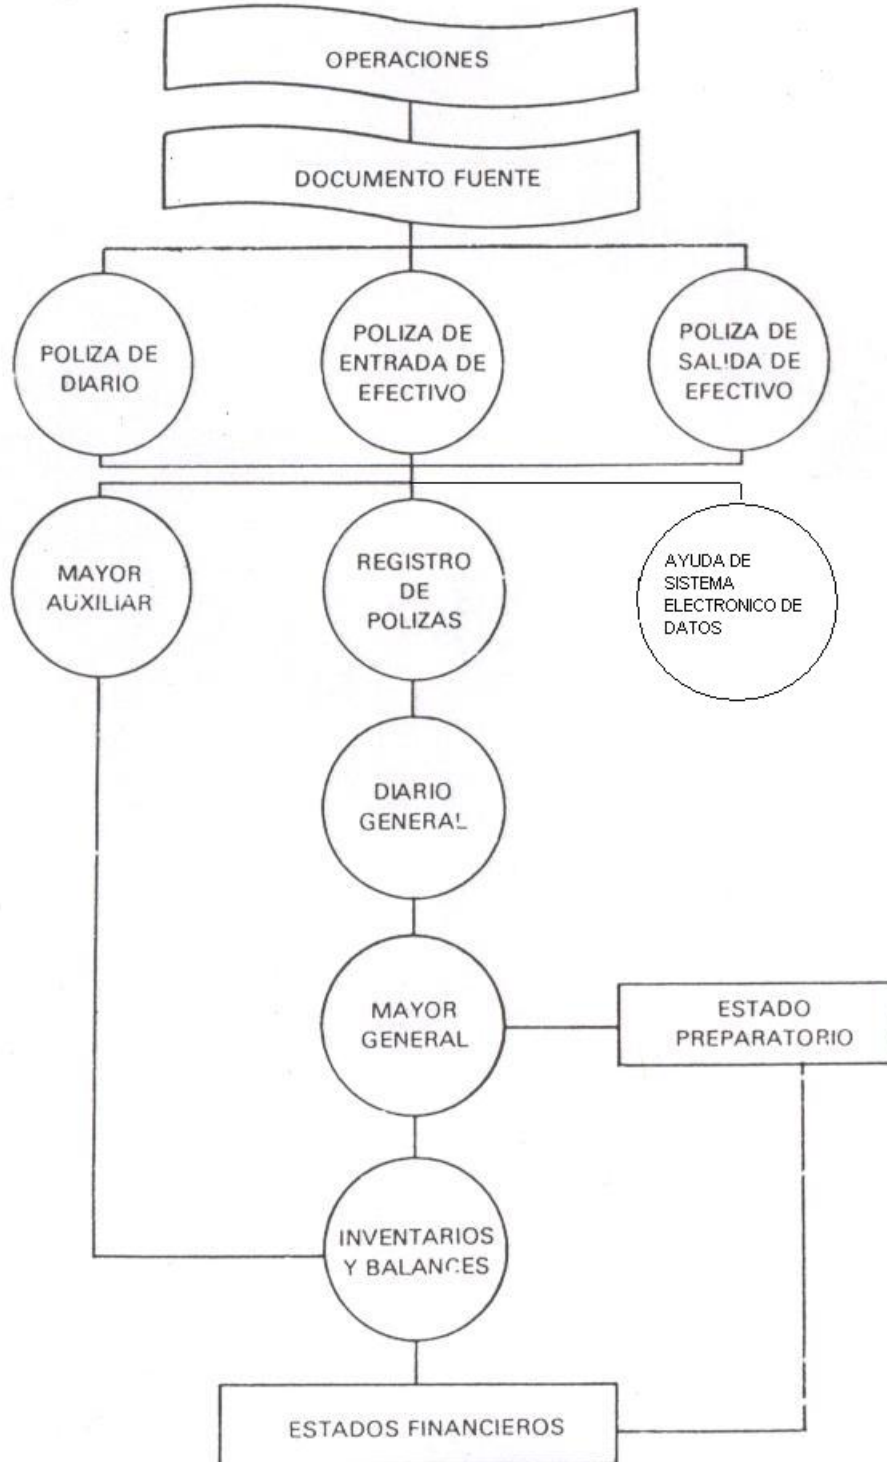 OPERACIONES
DOCUMENTO FUENTE
POLIZA DE
DIARIO
POLIZA DE
ENTRADA DE
EFECTIVO
POLIZA DE
SALIDA DE
EFECTIVO
MAYOR
AUXILIAR
REGISTRO
DE
POLIZAS
AYUDA DE
SISTEMA
ELECTRONICO DE
DATOS
DIARIO
GENERAL
MAYOR
GENERAL
ESTADO
PREPARATORIO
INVENTARIOS
Y BALANCES
ESTADOS FINANCIEROS